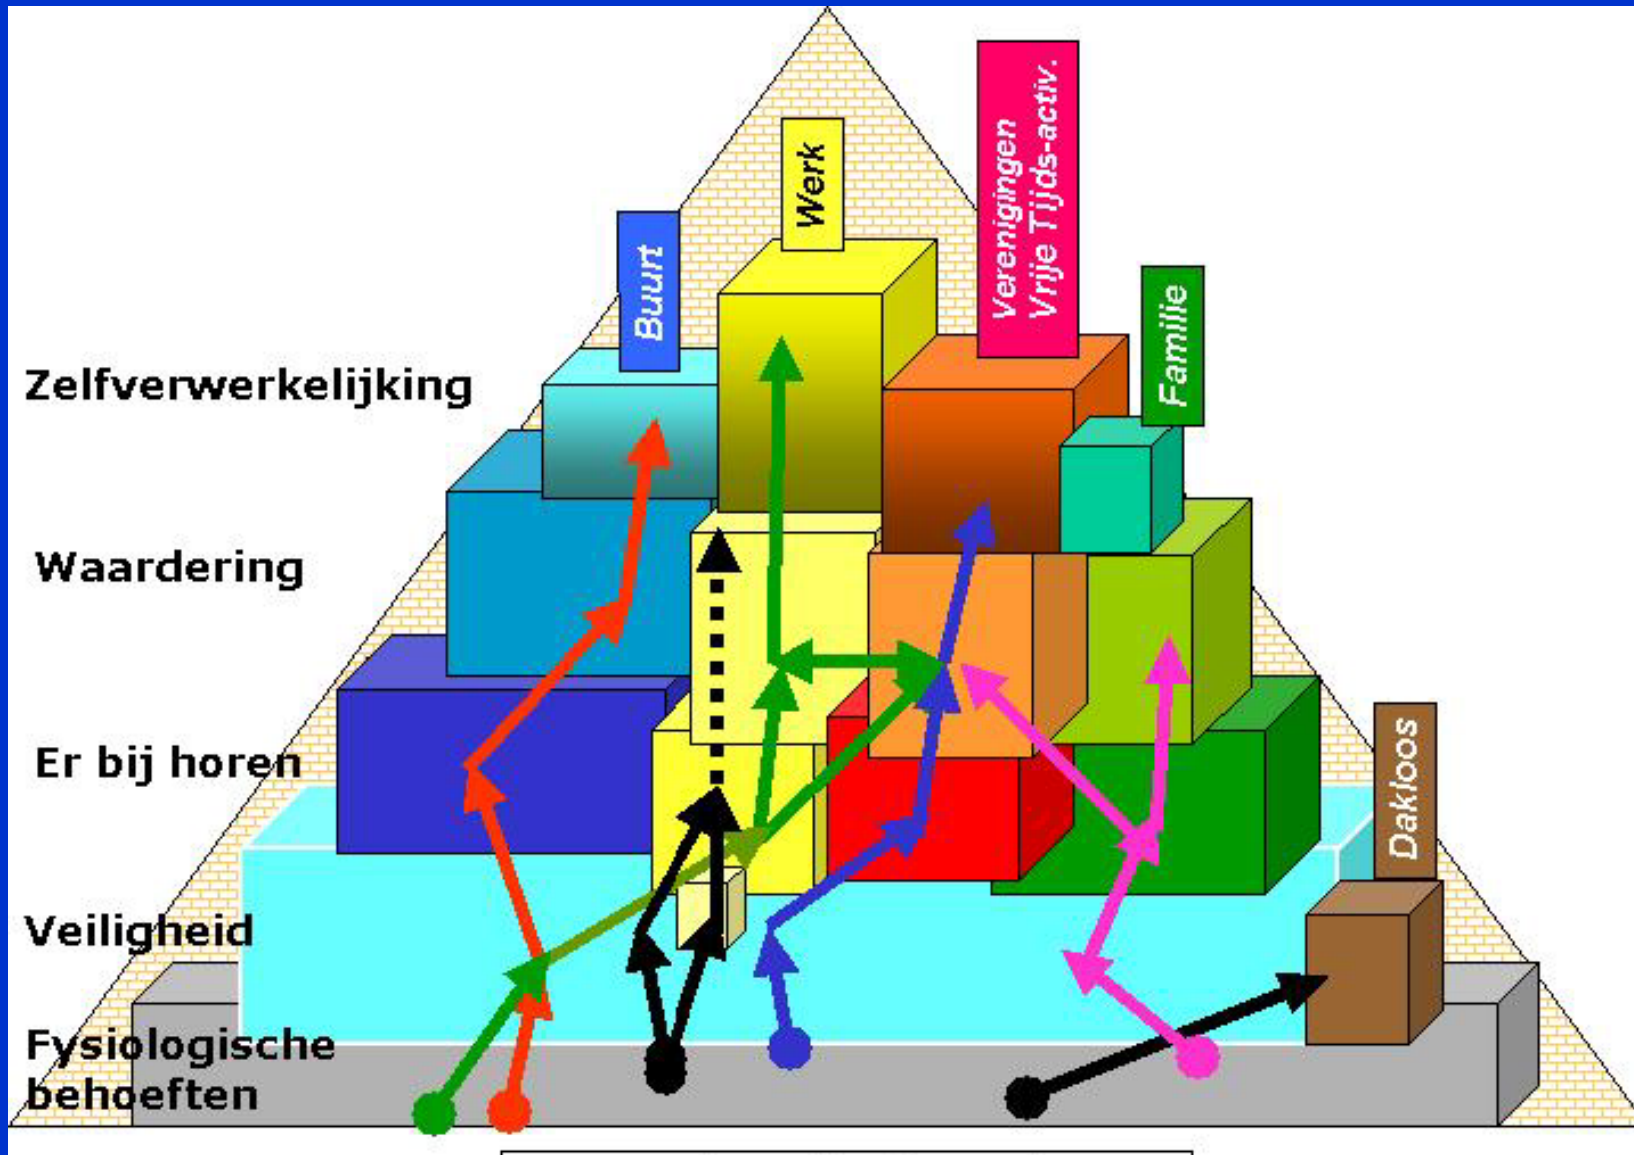 Werk
Verenigingen
Vrije Tijds-activ.
Buurt
Familie
Zelfverwerkelijking
Waardering
Er bij horen
Dakloos
Veiligheid
Fysiologische
behoeften